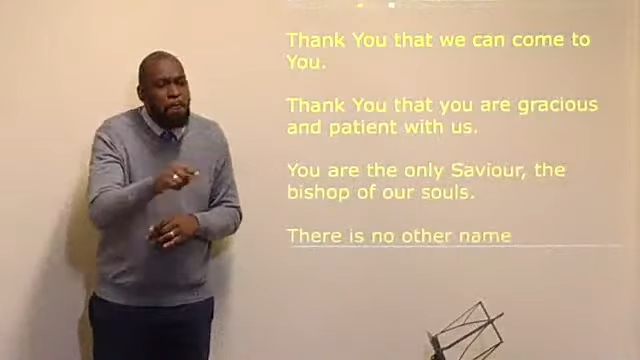 Thank You that we can come to
You.
Thank You that you are gracious
and patient with us.
You are the only Saviour, the
bishop of our souls.
There is no other name